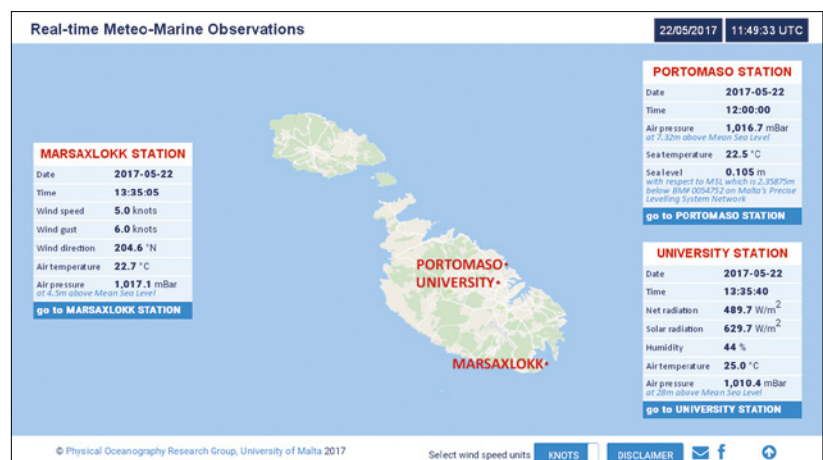 Real-time Meteo-Marine Observations
22/05/2017 11:49:33 UTC
MARSAXLOKK STATION
Date 2017-05-22
Time 13:35:05
Wind speed 5.0 knots
Wind gust 6.0 knots
Wind direction 204.6 °N
Air temperature 22.7 °C
Air pressure 1,017.1 mBar
at 4.5m above Mean Sea Level
go to MARSAXLOKK STATION
PORTOMASO
UNIVERSITY
MARSAXLOKK
PORTOMASO STATION
Date 2017-05-22
Time 12:00:00
Air pressure 1,016.7 mBar
at 7.32m above Mean Sea Level
Sea temperature 22.5 °C
Sea level 0.105 m
with respect to MSL which is 2.35875m
below BM# 0054752 on Malta's Precise
Levelling System Network
go to PORTOMASO STATION
UNIVERSITY STATION
Date 2017-05-22
Time 13:35:40
Net radiation 489.7 W/m²
Solar radiation 629.7 W/m²
Humidity 44 %
Air temperature 25.0 °C
Air pressure 1,010.4 mBar
at 28m above Mean Sea Level
go to UNIVERSITY STATION
© Physical Oceanography Research Group, University of Malta 2017
Select wind speed units KNOTS DISCLAIMER f